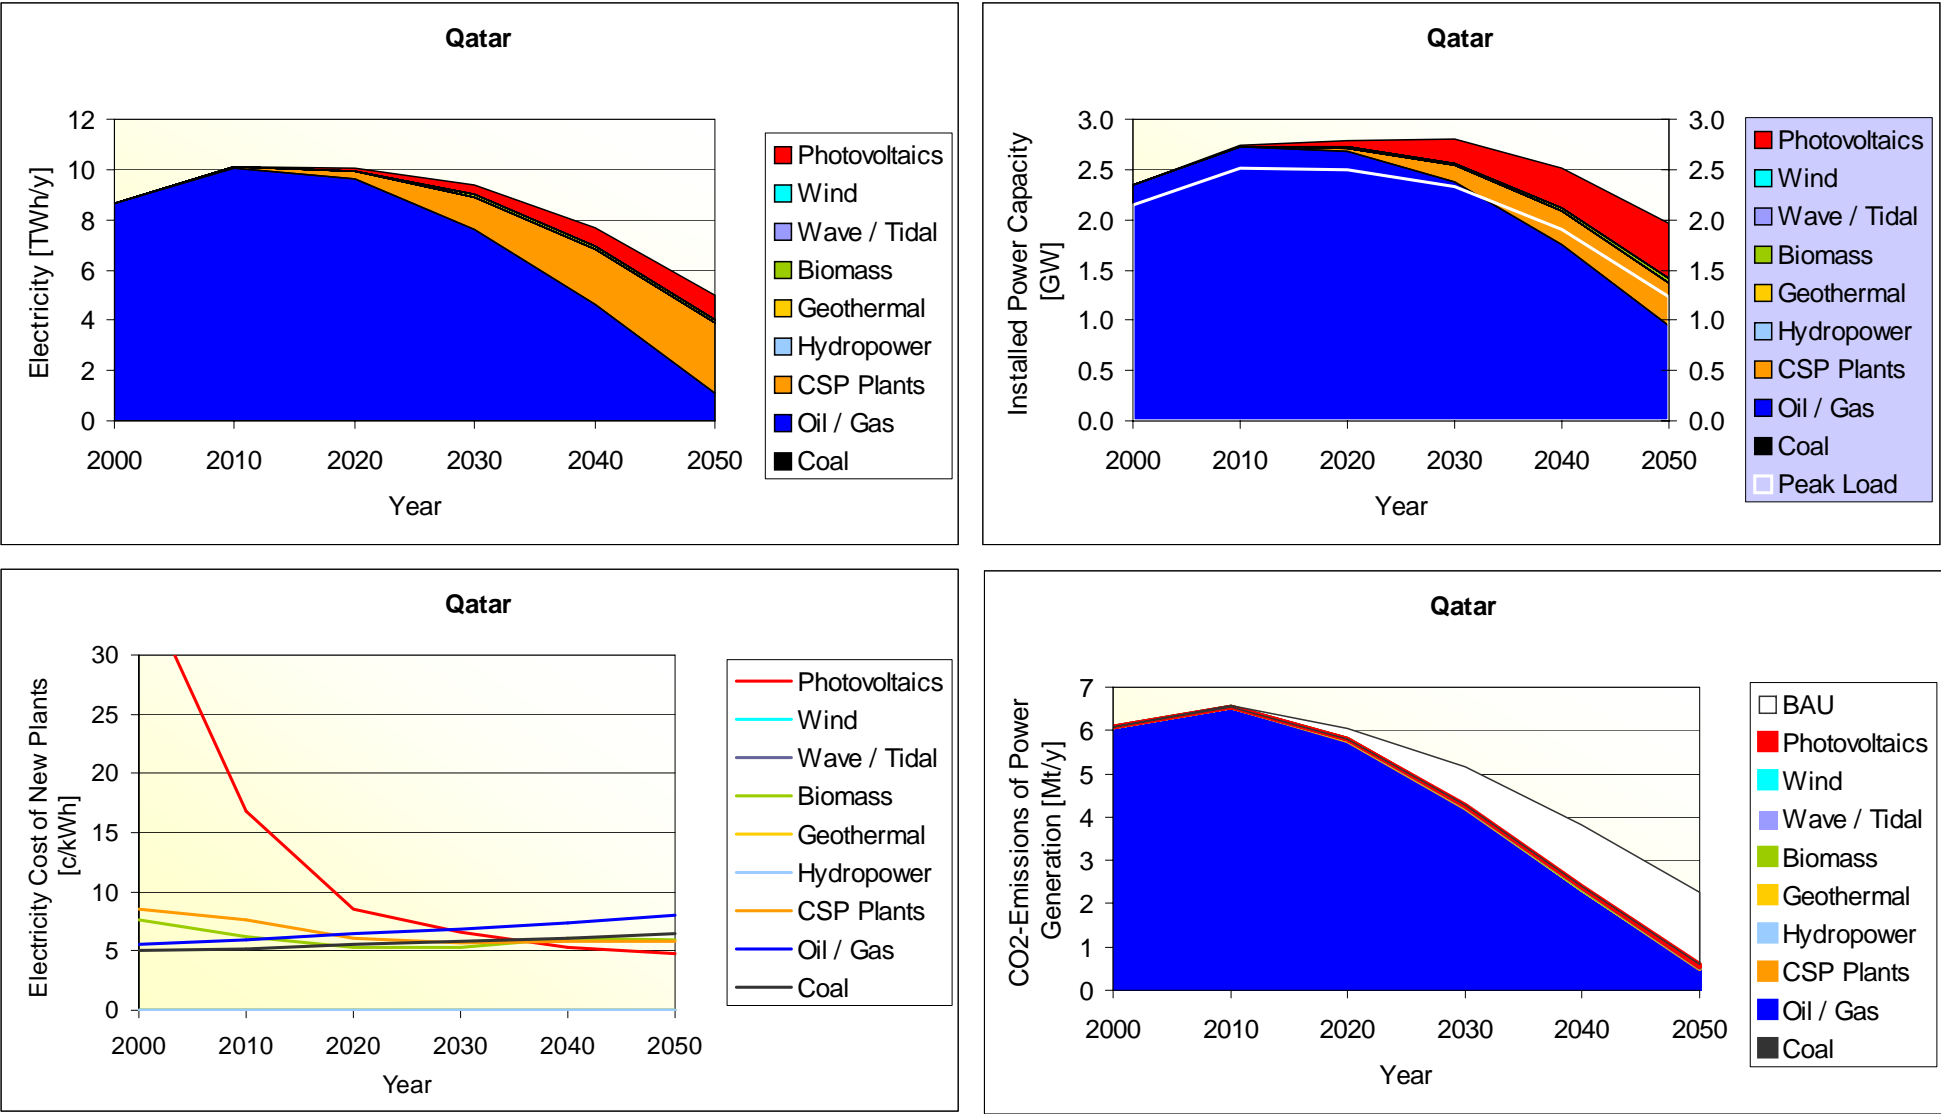 Qatar
Electricity [TWh/y]
12
10
8
6
4
2
0
2000 2010 2020 2030 2040 2050
Year
Photovoltaics
Wind
Wave / Tidal
Biomass
Geothermal
Hydropower
CSP Plants
Oil / Gas
Coal
Qatar
Installed Power Capacity
[GW]
3.0 3.0
2.5 2.5
2.0 2.0
1.5 1.5
1.0 1.0
0.5 0.5
0.0 0.0
2000 2010 2020 2030 2040 2050
Year
Photovoltaics
Wind
Wave / Tidal
Biomass
Geothermal
Hydropower
CSP Plants
Oil / Gas
Coal
Peak Load
Qatar
Electricity Cost of New Plants
[c/kWh]
30
25
20
15
10
5
0
2000 2010 2020 2030 2040 2050
Year
Photovoltaics
Wind
Wave / Tidal
Biomass
Geothermal
Hydropower
CSP Plants
Oil / Gas
Coal
Qatar
CO2-Emissions of Power
Generation [Mt/y]
7
6
5
4
3
2
1
0
2000 2010 2020 2030 2040 2050
Year
BAU
Photovoltaics
Wind
Wave / Tidal
Biomass
Geothermal
Hydropower
CSP Plants
Oil / Gas
Coal